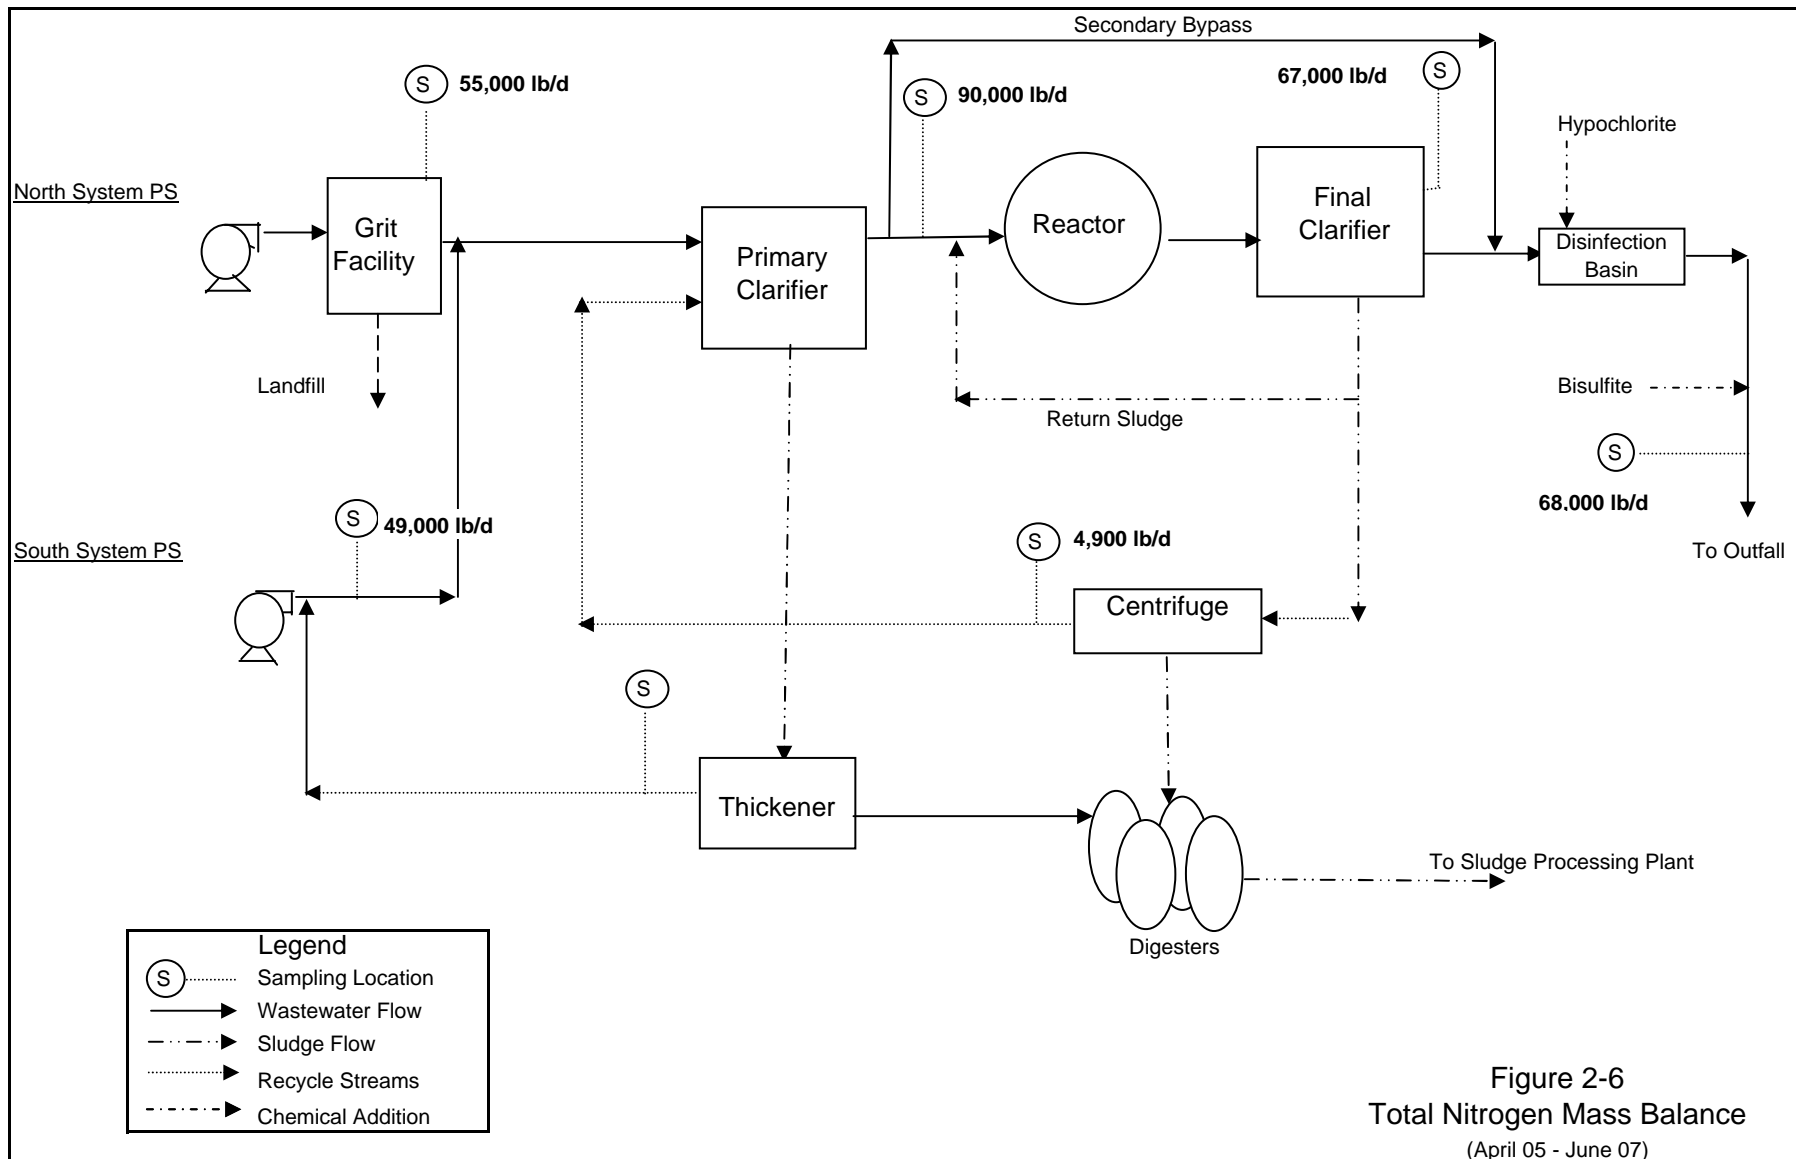 Secondary Bypass
S
55,000 lb/d
S
90,000 lb/d
67,000 lb/d
S
Hypochlorite
North System PS
Grit
Facility
Primary
Clarifier
Reactor
Final
Clarifier
Disinfection
Basin
Landfill
Return Sludge
Bisulfite
S
68,000 lb/d
To Outfall
S
49,000 lb/d
South System PS
S
4,900 lb/d
Centrifuge
S
Thickener
To Sludge Processing Plant
Digesters
Legend
S
Sampling Location
Wastewater Flow
Sludge Flow
Recycle Streams
Chemical Addition
Figure 2-6
Total Nitrogen Mass Balance
(April 05 - June 07)